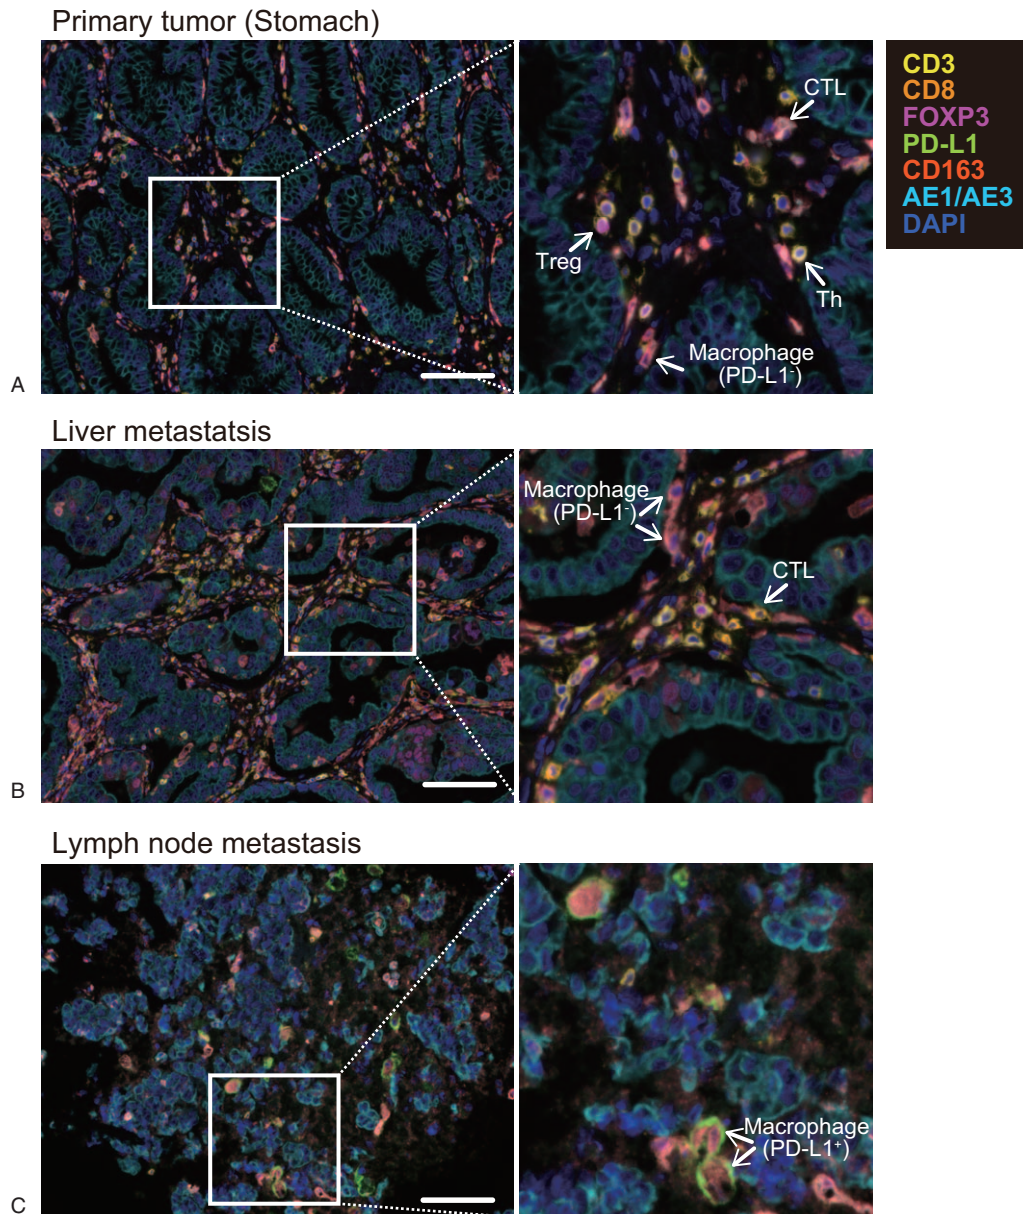 Primary tumor (Stomach)
CTL
Treg
Th
Macrophage
(PD-L1-)
A
CD3
CD8
FOXP3
PD-L1
CD163
AE1/AE3
DAPI
Liver metastatsis
Macrophage
(PD-L1-)
CTL
B
Lymph node metastasis
Macrophage
(PD-L1+)
C